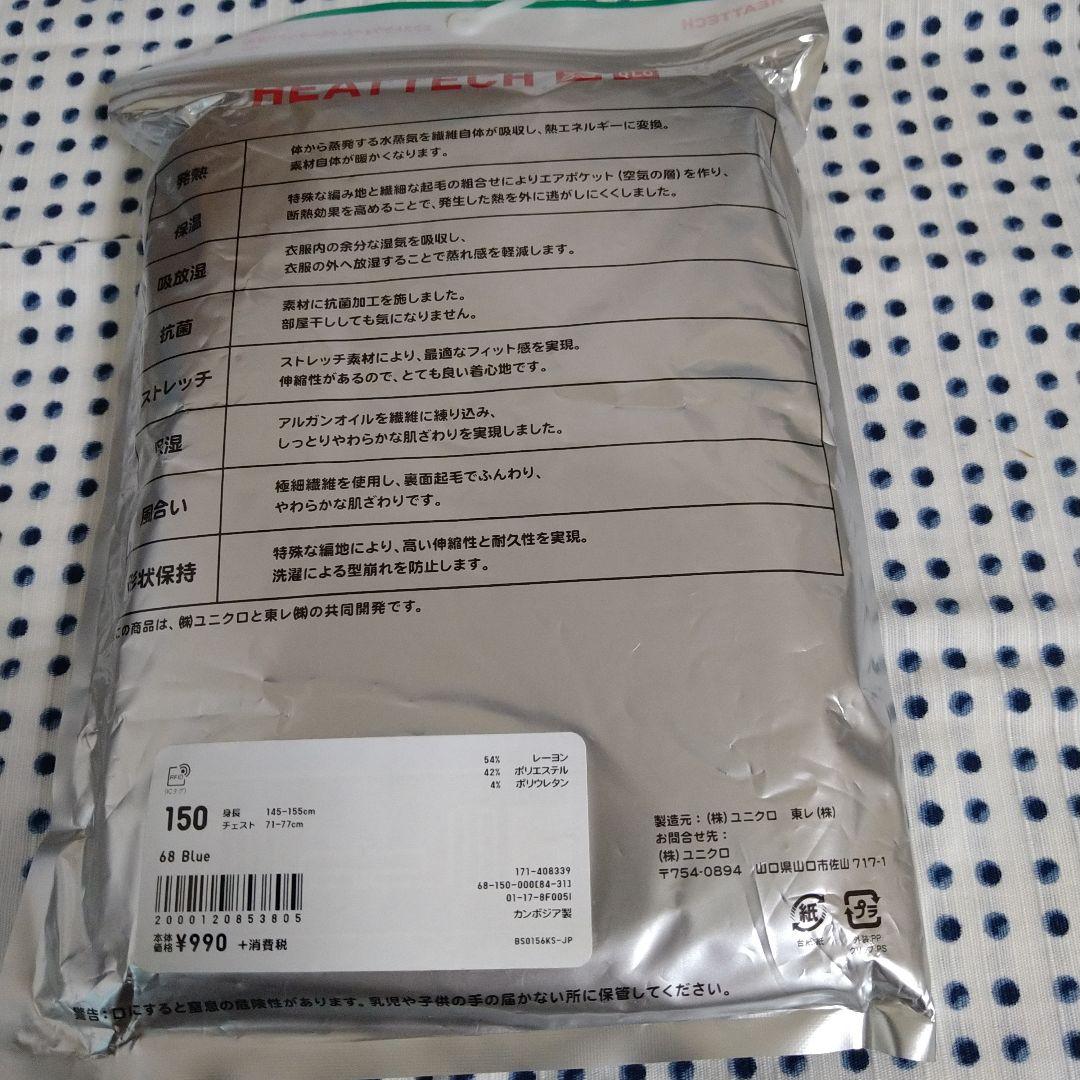 HEATTECH
HEATTECH
発熱
体から蒸発する水蒸気を繊維自体が吸収し、熱エネルギーに変換。
素材自体が暖かくなります。
保温
特殊な編み地と繊細な起毛の組合せによりエアポケット(空気の層)を作り、
断熱効果を高めることで、発生した熱を外に逃がしにくくしました。
吸放湿
衣服内の余分な湿気を吸収し、
衣服の外へ放湿することで蒸れ感を軽減します。
抗菌
素材に抗菌加工を施しました。
部屋干ししても気になりません。
ストレッチ
ストレッチ素材により、最適なフィット感を実現。
伸縮性があるので、とても良い着心地です。
湿
アルガンオイルを繊維に練り込み、
しっとりやわらかな肌ざわりを実現しました。
風合い
極細繊維を使用し、裏面起毛でふんわり、
やわらかな肌ざわりです。
形状保持
特殊な編地により、高い伸縮性と耐久性を実現。
洗濯による型崩れを防止します。
この商品は、㈱ユニクロと東レ㈱の共同開発です。
54% レーヨン
42% ポリエステル
4% ポリウレタン
RFID
(ICタグ)
150 身長 145-155cm
チェスト 71-77cm
68 Blue
171-408339
68-150-000[84-31]
01-17-8F005I
カンボジア製
2000120853805
本体価格 ¥990 +消費税
BS0156KS-JP
製造元:(株)ユニクロ 東レ(株)
お問合せ先:
(株)ユニクロ
〒754-0894 山口県山口市佐山717-1
紙
プラ
台紙:紙
外装:PP
クリップ:PS
警告:口にすると窒息の危険性があります。乳児や子供の手の届かない所に保管してください。